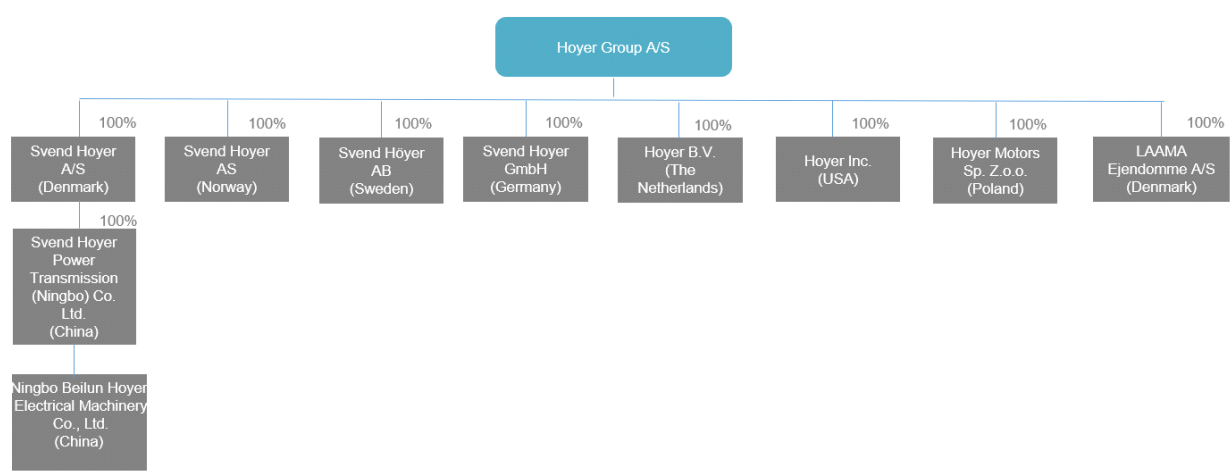 Hoyer Group A/S
100%
Svend Hoyer
A/S
(Denmark)
100%
Svend Hoyer
AS
(Norway)
100%
Svend Höyer
AB
(Sweden)
100%
Svend Hoyer
GmbH
(Germany)
100%
Hoyer B.V.
(The
Netherlands)
100%
Hoyer Inc.
(USA)
100%
Hoyer Motors
Sp. Z.o.o.
(Poland)
100%
LAAMA
Ejendomme A/S
(Denmark)
100%
Svend Hoyer
Power
Transmission
(Ningbo) Co.
Ltd.
(China)
Ningbo Beilun Hoyer
Electrical Machinery
Co., Ltd.
(China)